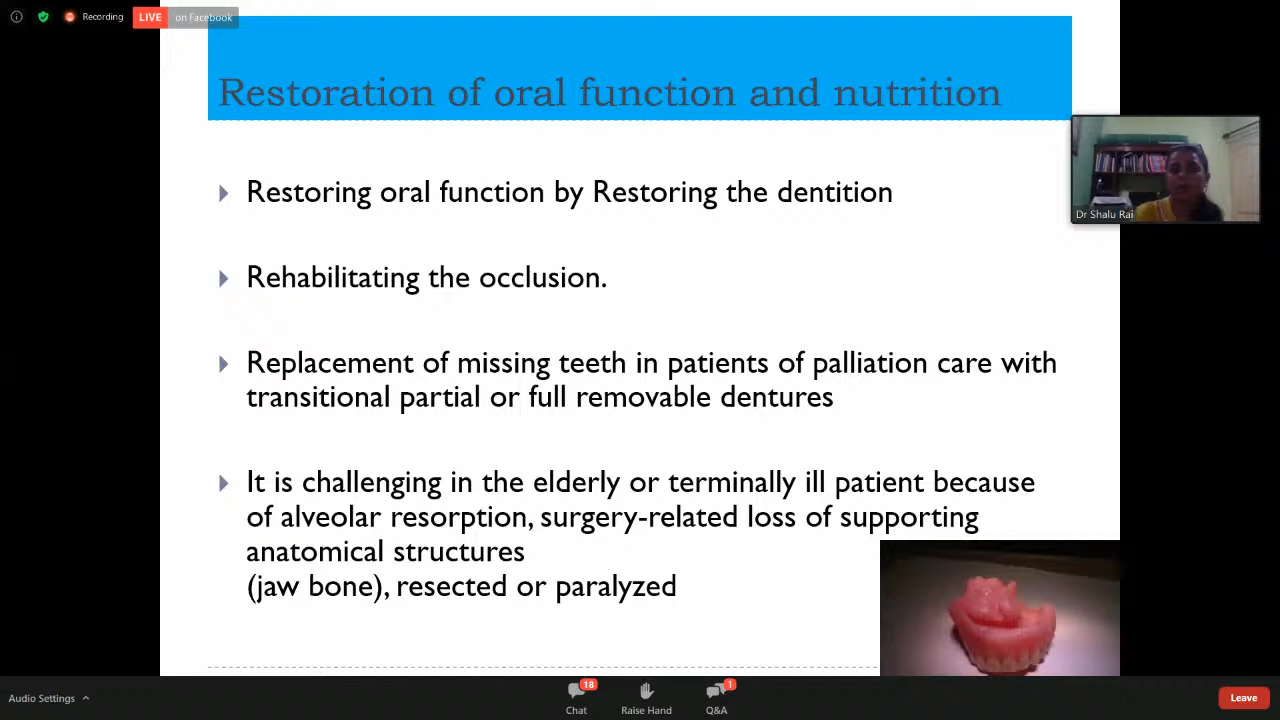 Recording
LIVE on Facebook
Restoration of oral function and nutrition
Restoring oral function by Restoring the dentition
Rehabilitating the occlusion.
Replacement of missing teeth in patients of palliation care with
transitional partial or full removable dentures
It is challenging in the elderly or terminally ill patient because
of alveolar resorption, surgery-related loss of supporting
anatomical structures
(jaw bone), resected or paralyzed
Dr Shalu Rai
Audio Settings
18
Chat
Raise Hand
1
Q&A
Leave